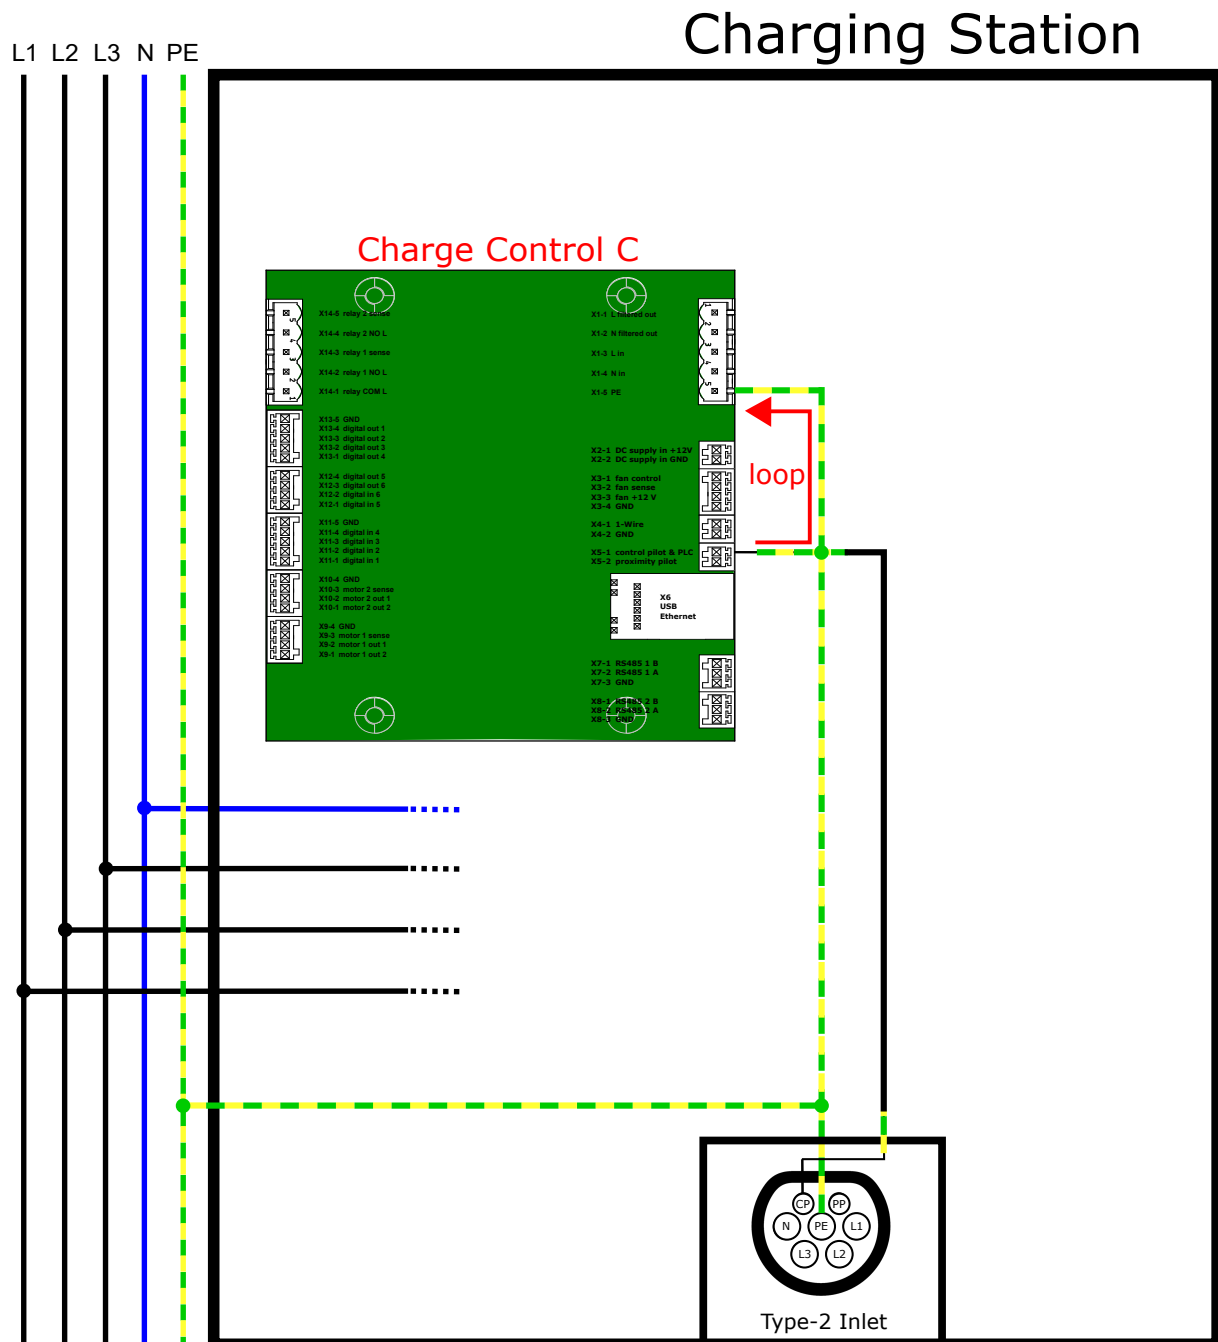 Charging Station
L1 L2 L3 N PE
Charge Control C
X14-5 relay 2 sense
X14-4 relay 2 NO L
X14-3 relay 1 sense
X14-2 relay 1 NO L
X14-1 relay COM L
5
4
3
2
1
X13-5 GND
X13-4 digital out 1
X13-3 digital out 2
X13-2 digital out 3
X13-1 digital out 4
X12-4 digital out 5
X12-3 digital out 6
X12-2 digital in 6
X12-1 digital in 5
X11-5 GND
X11-4 digital in 4
X11-3 digital in 3
X11-2 digital in 2
X11-1 digital in 1
X10-4 GND
X10-3 motor 2 sense
X10-2 motor 2 out 1
X10-1 motor 2 out 2
X9-4 GND
X9-3 motor 1 sense
X9-2 motor 1 out 1
X9-1 motor 1 out 2
X1-1 L filtered out
X1-2 N filtered out
X1-3 L in
X1-4 N in
X1-5 PE
1
2
3
4
5
X2-1 DC supply in +12V
X2-2 DC supply in GND
X3-1 fan control
X3-2 fan sense
X3-3 fan +12 V
X3-4 GND
X4-1 1-Wire
X4-2 GND
X5-1 control pilot & PLC
X5-2 proximity pilot
X6
USB
Ethernet
X7-1 RS485 1 B
X7-2 RS485 1 A
X7-3 GND
X8-1 RS485 2 B
X8-2 RS485 2 A
X8-3 GND
loop
CP PP
N PE L1
L3 L2
Type-2 Inlet